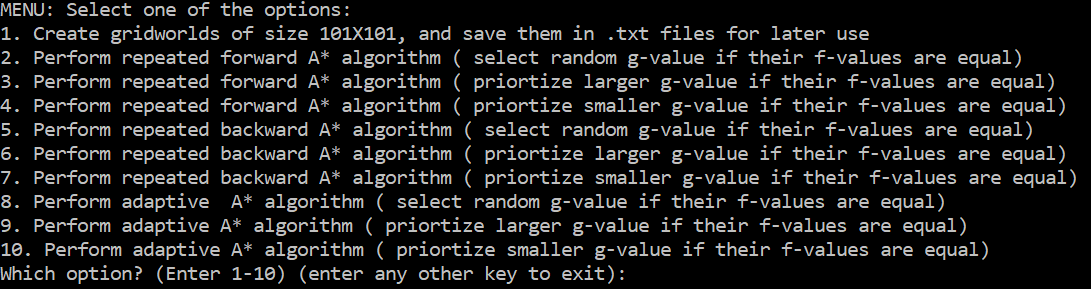 MENU: Select one of the options:
1. Create gridworlds of size 101X101, and save them in .txt files for later use
2. Perform repeated forward A* algorithm ( select random g-value if their f-values are equal)
3. Perform repeated forward A* algorithm ( priortize larger g-value if their f-values are equal)
4. Perform repeated forward A* algorithm ( priortize smaller g-value if their f-values are equal)
5. Perform repeated backward A* algorithm ( select random g-value if their f-values are equal)
6. Perform repeated backward A* algorithm ( priortize larger g-value if their f-values are equal)
7. Perform repeated backward A* algorithm ( priortize smaller g-value if their f-values are equal)
8. Perform adaptive  A* algorithm ( select random g-value if their f-values are equal)
9. Perform adaptive A* algorithm ( priortize larger g-value if their f-values are equal)
10. Perform adaptive A* algorithm ( priortize smaller g-value if their f-values are equal)
Which option? (Enter 1-10) (enter any other key to exit):